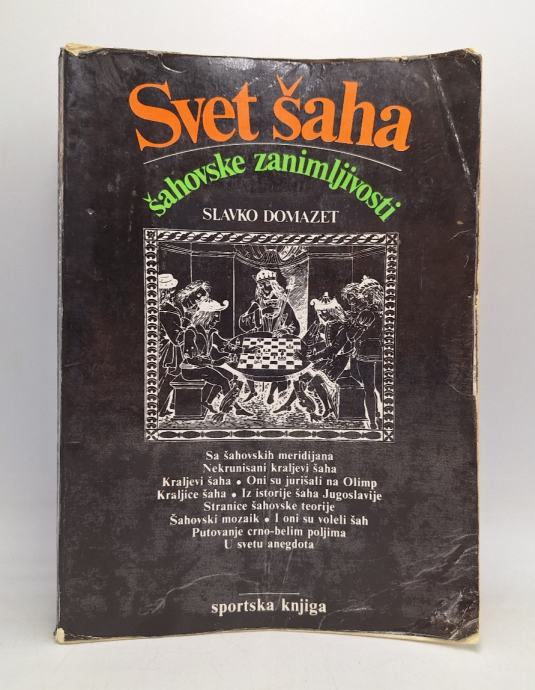 Svet šaha
šahovske zanimljivosti
SLAVKO DOMAZET
Sa šahovskih meridijana
Nekrunisani kraljevi šaha
Kraljevi šaha • Oni su jurišali na Olimp
Kraljice šaha • Iz istorije šaha Jugoslavije
Stranice šahovske teorije
Šahovski mozaik • I oni su voleli šah
Putovanje crno-belim poljima
U svetu anegdota
sportska knjiga